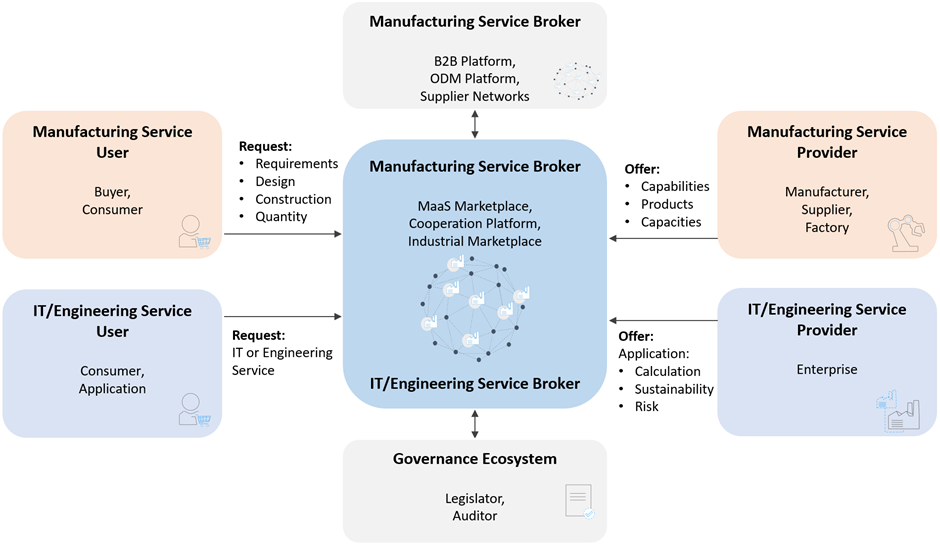 Manufacturing Service Broker
B2B Platform,
ODM Platform,
Supplier Networks
Manufacturing Service
User
Buyer,
Consumer
Request:
• Requirements
• Design
• Construction
• Quantity
Manufacturing Service Broker
MaaS Marketplace,
Cooperation Platform,
Industrial Marketplace
IT/Engineering Service Broker
Offer:
• Capabilities
• Products
• Capacities
Manufacturing Service
Provider
Manufacturer,
Supplier,
Factory
IT/Engineering Service
User
Consumer,
Application
Request:
IT or Engineering
Service
Offer:
Application:
• Calculation
• Sustainability
• Risk
IT/Engineering Service
Provider
Enterprise
Governance Ecosystem
Legislator,
Auditor